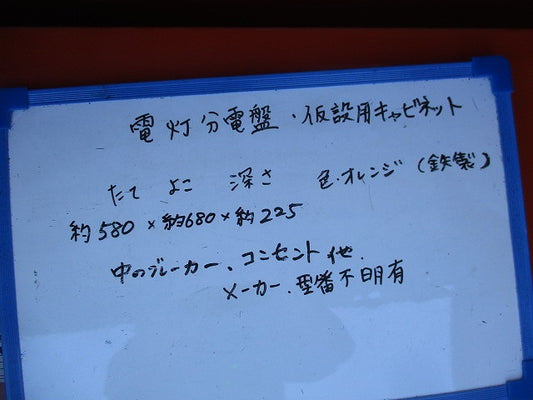 電灯分電盤・仮設用キャビネット
たて よこ 深さ 色・オレンジ(鉄製)
約580×約680×約225
中のブレーカー、コンセント他、
メーカー、型番不明有